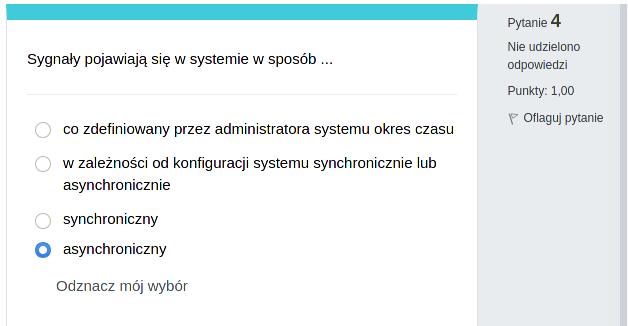 Sygnały pojawiają się w systemie w sposób ...
co zdefiniowany przez administratora systemu okres czasu
w zależności od konfiguracji systemu synchronicznie lub
asynchronicznie
synchroniczny
asynchroniczny
Odznacz mój wybór
Pytanie 4
Nie udzielono
odpowiedzi
Punkty: 1,00
Oflaguj pytanie